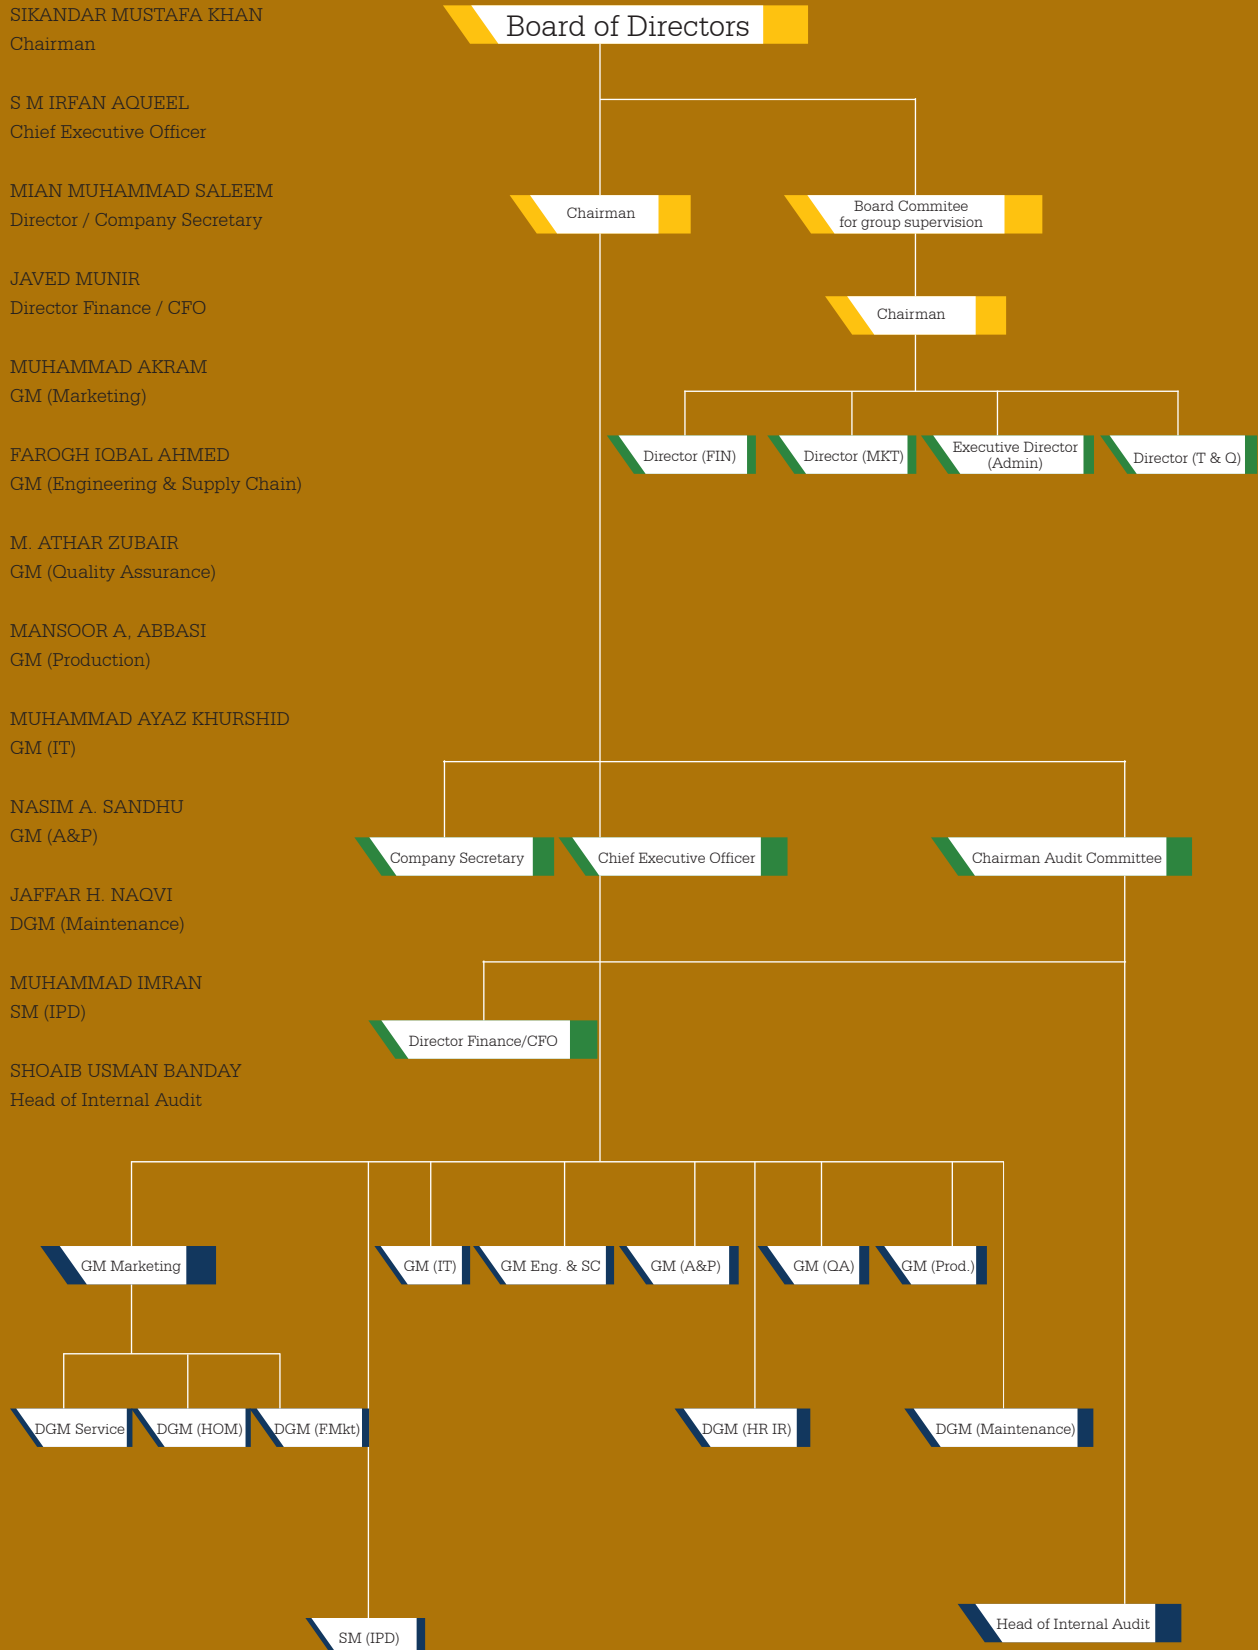 SIKANDAR MUSTAFA KHAN
Chairman
S M IRFAN AQUEEL
Chief Executive Officer
MIAN MUHAMMAD SALEEM
Director / Company Secretary
JAVED MUNIR
Director Finance / CFO
MUHAMMAD AKRAM
GM (Marketing)
FAROGH IQBAL AHMED
GM (Engineering & Supply Chain)
M. ATHAR ZUBAIR
GM (Quality Assurance)
MANSOOR A, ABBASI
GM (Production)
MUHAMMAD AYAZ KHURSHID
GM (IT)
NASIM A. SANDHU
GM (A&P)
JAFFAR H. NAQVI
DGM (Maintenance)
MUHAMMAD IMRAN
SM (IPD)
SHOAIB USMAN BANDAY
Head of Internal Audit
Board of Directors
Chairman
Board Commitee
for group supervision
Chairman
Director (FIN)
Director (MKT)
Executive Director
(Admin)
Director (T & Q)
Company Secretary
Chief Executive Officer
Chairman Audit Committee
Director Finance/CFO
GM Marketing
GM (IT)
GM Eng. & SC
GM (A&P)
GM (QA)
GM (Prod.)
DGM Service
DGM (HOM)
DGM (F.Mkt)
DGM (HR IR)
DGM (Maintenance)
SM (IPD)
Head of Internal Audit